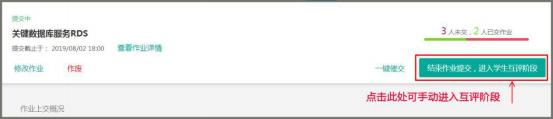 提交中
关键数据库服务RDS
3 人未交，2 人已交作业
提交截止于： 2019/08/02 18:00 查看作业详情
修改作业 作废 一键催交 结束作业提交，进入学生互评阶段
点击此处可手动进入互评阶段
作业上交概况